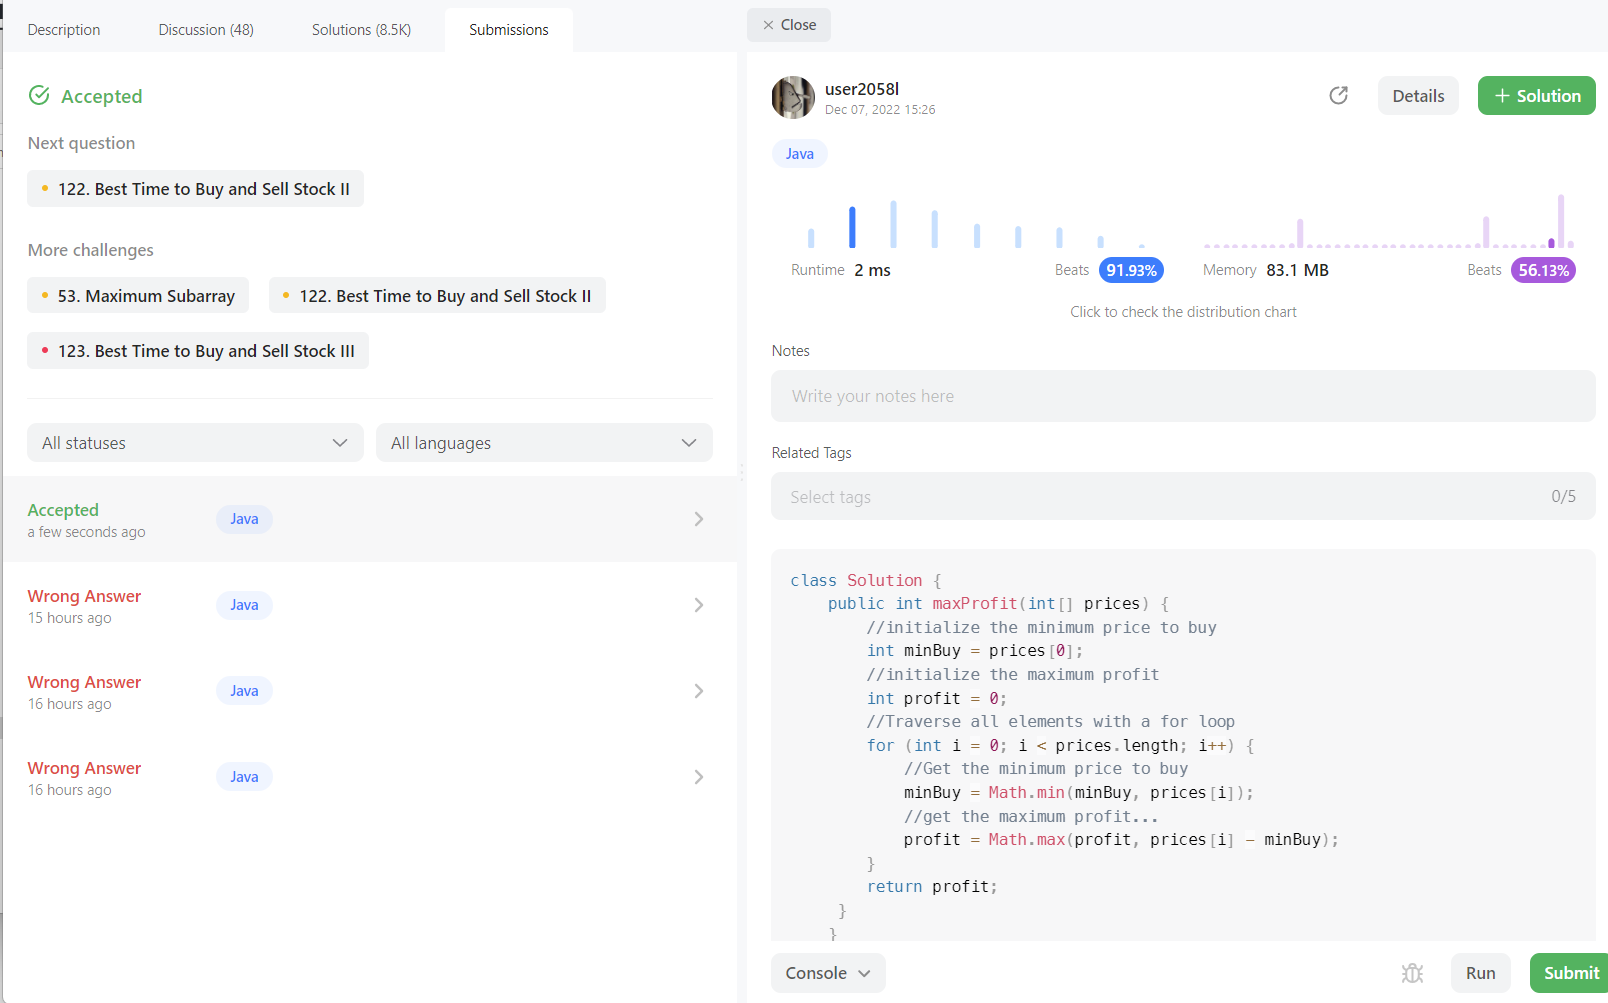 Description
Discussion (48)
Solutions (8.5K)
Submissions
Accepted
Next question
122. Best Time to Buy and Sell Stock II
More challenges
53. Maximum Subarray
122. Best Time to Buy and Sell Stock II
123. Best Time to Buy and Sell Stock III
All statuses
All languages
Accepted
a few seconds ago
Java
Wrong Answer
15 hours ago
Java
Wrong Answer
16 hours ago
Java
Wrong Answer
16 hours ago
Java
× Close
user2058l
Dec 07, 2022 15:26
Details
+ Solution
Java
Runtime 2 ms
Beats 91.93%
Memory 83.1 MB
Beats 56.13%
Click to check the distribution chart
Notes
Write your notes here
Related Tags
Select tags
0/5
class Solution {
    public int maxProfit(int[] prices) {
        //initialize the minimum price to buy
        int minBuy = prices[0];
        //initialize the maximum profit
        int profit = 0;
        //Traverse all elements with a for loop
        for (int i = 0; i < prices.length; i++) {
            //Get the minimum price to buy
            minBuy = Math.min(minBuy, prices[i]);
            //get the maximum profit...
            profit = Math.max(profit, prices[i] - minBuy);
        }
        return profit;
     }
    }
Console
Run
Submit